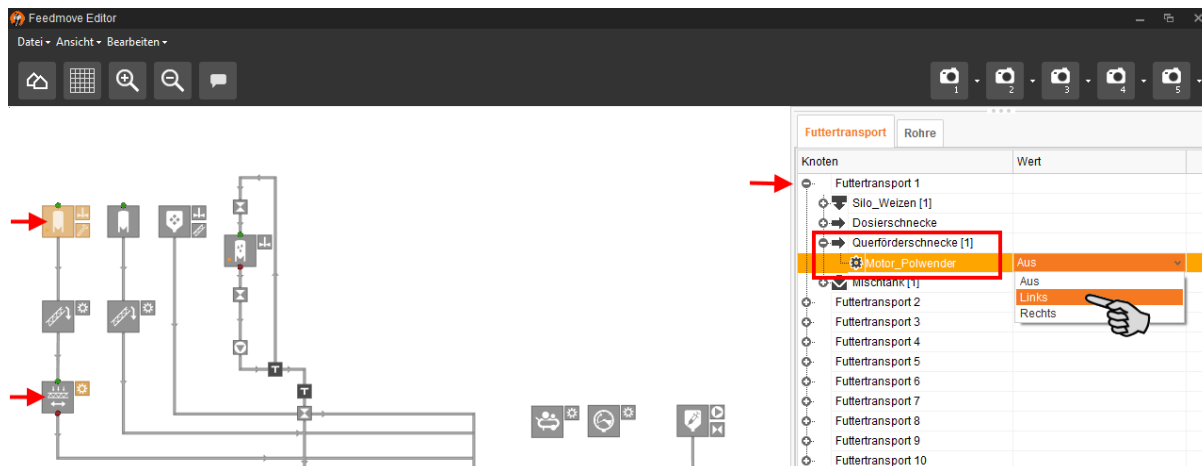 Feedmove Editor
Datei Ansicht Bearbeiten
1 2 3 4 5
Futtertransport Rohre
Knoten Wert
Futtertransport 1
Silo_Weizen [1]
Dosierschnecke
Querförderschnecke [1]
Motor_Polwender Aus
Aus
Mischtank [1]
Links
Futtertransport 2
Rechts
Futtertransport 3
Futtertransport 4
Futtertransport 5
Futtertransport 6
Futtertransport 7
Futtertransport 8
Futtertransport 9
Futtertransport 10
T
T